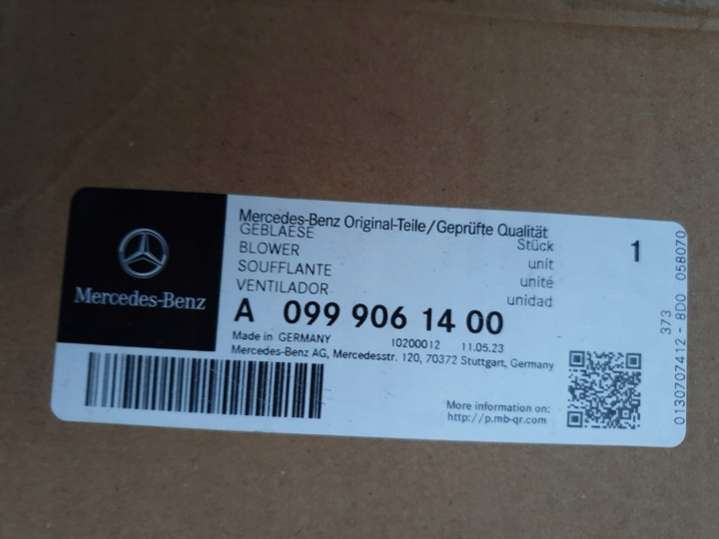 Mercedes-Benz
Mercedes-Benz Original-Teile/Geprüfte Qualität
GEBLAESE Stück 1
BLOWER unit
SOUFFLANTE unité
VENTILADOR unidad
A 099 906 14 00
Made in GERMANY 10200012 11.05.23
Mercedes-Benz AG, Mercedesstr. 120, 70372 Stuttgart, Germany
More information on:
http://p.mb-qr.com
373
0130707412 - 8D0 058070